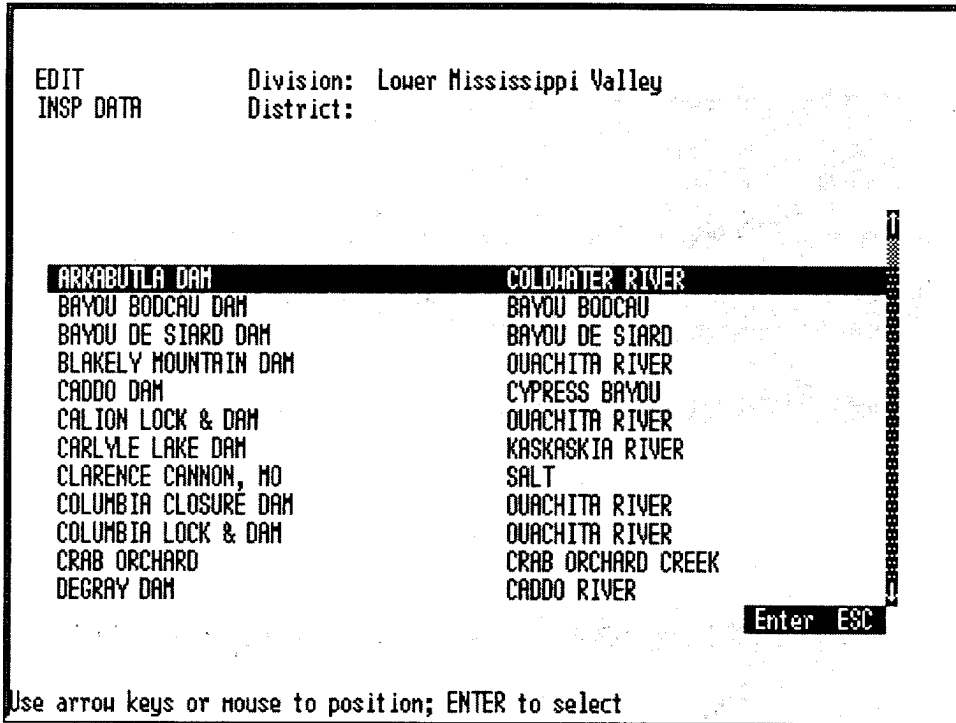 EDIT Division: Lower Mississippi Valley
INSP DATA District:
ARKABUTLA DAM COLDWATER RIVER
BAYOU BODCAU DAM BAYOU BODCAU
BAYOU DE SIARD DAM BAYOU DE SIARD
BLAKELY MOUNTAIN DAM OUACHITA RIVER
CADDO DAM CYPRESS BAYOU
CALION LOCK & DAM OUACHITA RIVER
CARLYLE LAKE DAM KASKASKIA RIVER
CLARENCE CANNON, MO SALT
COLUMBIA CLOSURE DAM OUACHITA RIVER
COLUMBIA LOCK & DAM OUACHITA RIVER
CRAB ORCHARD CRAB ORCHARD CREEK
DEGRAY DAM CADDO RIVER
Enter ESC
Use arrow keys or mouse to position; ENTER to select